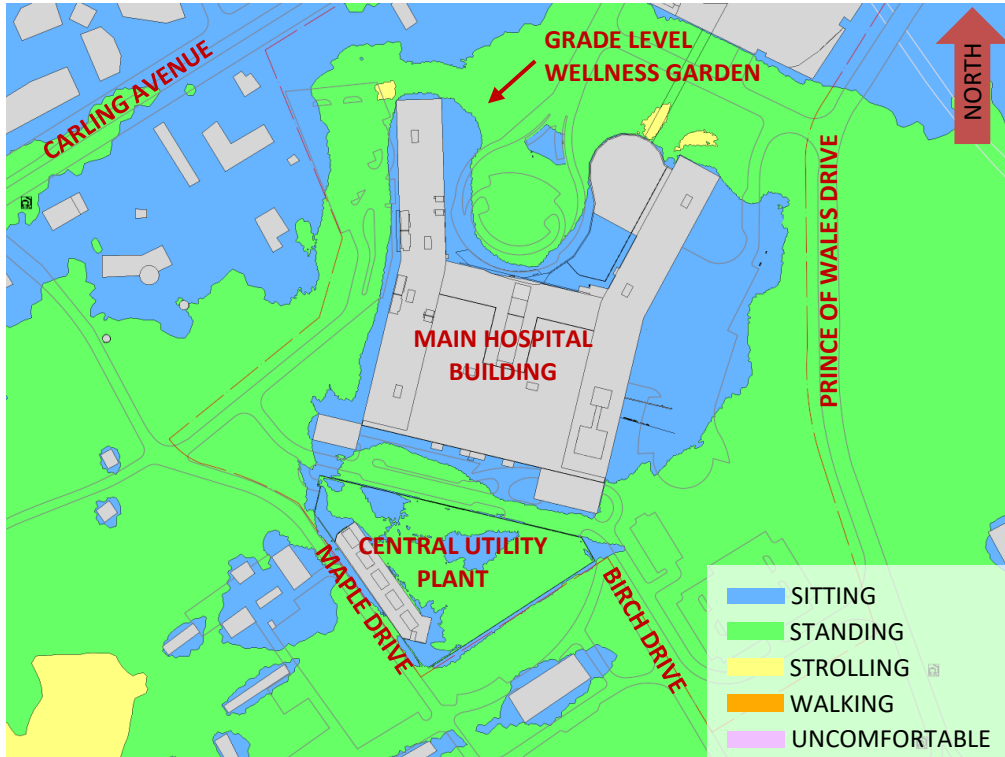 GRADE LEVEL
WELLNESS GARDEN
NORTH
CARLING AVENUE
PRINCE OF WALES DRIVE
MAIN HOSPITAL
BUILDING
CENTRAL UTILITY
PLANT
MAPLE DRIVE
BIRCH DRIVE
SITTING
STANDING
STROLLING
WALKING
UNCOMFORTABLE